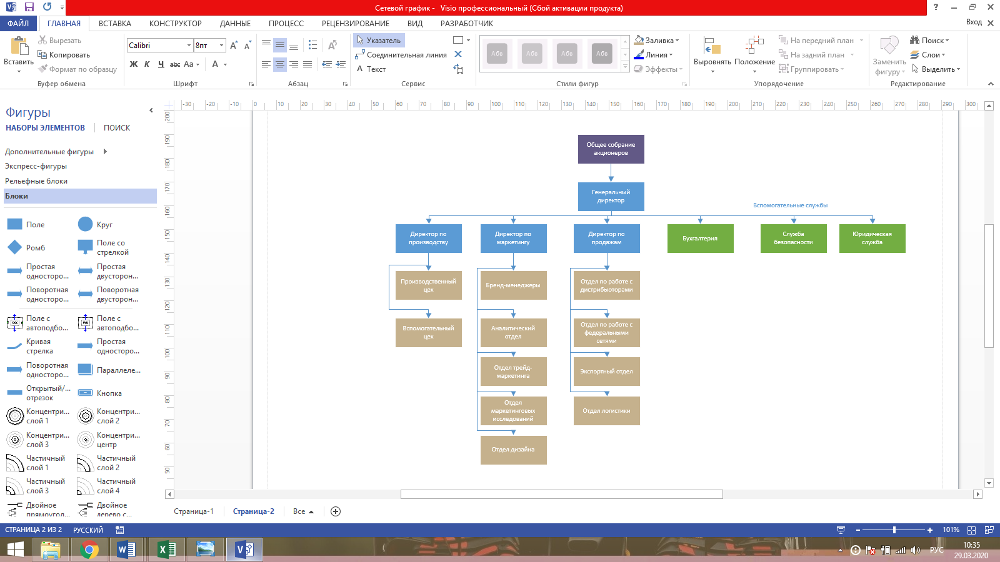 Сетевой график - Visio профессиональный (Сбой активации продукта)
?
ФАЙЛ ГЛАВНАЯ ВСТАВКА КОНСТРУКТОР ДАННЫЕ ПРОЦЕСС РЕЦЕНЗИРОВАНИЕ ВИД РАЗРАБОТЧИК Вход
Вставить
Вырезать
Копировать
Формат по образцу
Буфер обмена
Calibri 8пт A A
Ж К Ч abc Aa A
Шрифт
Абзац
Указатель
Соединительная линия
A Текст
Сервис
Абв Абв Абв Абв
Стили фигур
Заливка
Линия
Эффекты
Выровнять Положение
На передний план
На задний план
Группировать
Упорядочение
Заменить
фигуру
Поиск
Слои
Выделить
Редактирование
Фигуры
НАБОРЫ ЭЛЕМЕНТОВ ПОИСК
Дополнительные фигуры
Экспресс-фигуры
Рельефные блоки
Блоки
Поле Круг
Ромб Поле со
стрелкой
Простая
односторо... Простая
двусторон...
Поворотная
односторо... Поворотная
двусторон...
Поле с
автоподбо... Поле с
автоподбо...
Кривая
стрелка Простая
односторо...
Поворотная
односторо... Параллеле...
Открытый/...
отрезок Кнопка
Концентри...
слой 1 Концентри...
слой 2
Концентри...
слой 3 Концентри...
центр
Частичный
слой 1 Частичный
слой 2
Частичный
слой 3 Частичный
слой 4
Двойное
прямоугол... Двойное
дерево с...
-30 -20 -10 0 10 20 30 40 50 60 70 80 90 100 110 120 130 140 150 160 170 180 190 200 210 220 230 240 250 260 270 280 290 300
200
190
180
170
160
150
140
130
120
110
100
90
80
70
60
50
Общее собрание
акционеров
Генеральный
директор
Вспомогательные службы
Директор по
производству
Директор по
маркетингу
Директор по
продажам
Бухгалтерия
Служба
безопасности
Юридическая
служба
Производственный
цех
Бренд-менеджеры
Отдел по работе с
дистрибьюторами
Вспомогательный
цех
Аналитический
отдел
Отдел по работе с
федеральными
сетями
Отдел трейд-
маркетинга
Экспортный отдел
Отдел
маркетинговых
исследований
Отдел логистики
Отдел дизайна
Страница-1 Страница-2 Все
СТРАНИЦА 2 ИЗ 2 РУССКИЙ 101%
РУС
10:35
29.03.2020